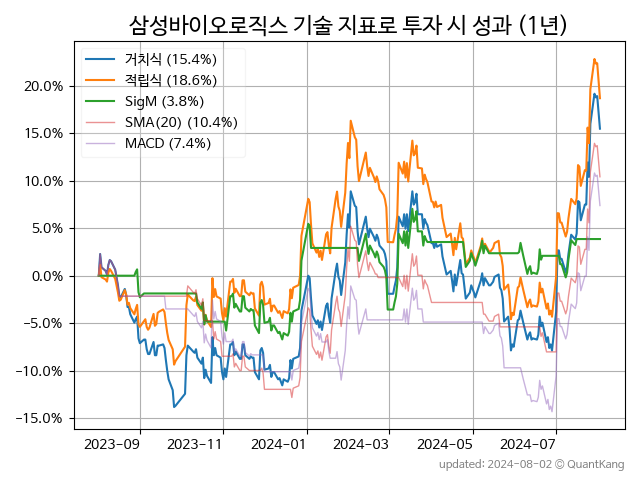 삼성바이오로직스 기술 지표로 투자 시 성과 (1년)
거치식 (15.4%)
적립식 (18.6%)
SigM (3.8%)
SMA(20) (10.4%)
MACD (7.4%)
20.0%
15.0%
10.0%
5.0%
0.0%
−5.0%
−10.0%
−15.0%
2023-09 2023-11 2024-01 2024-03 2024-05 2024-07
updated: 2024-08-02 @ QuantKang